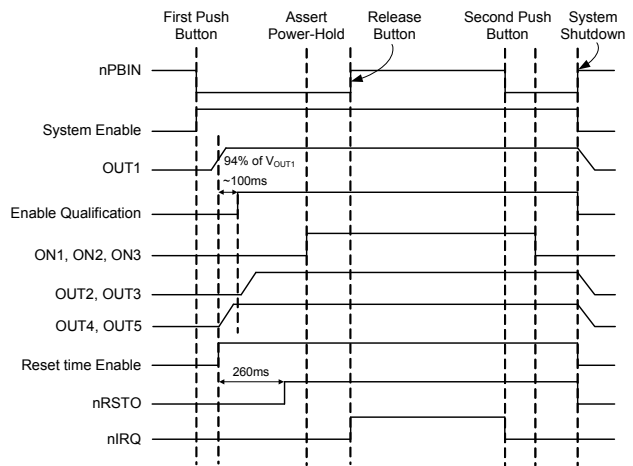 First Push
Button
Assert
Power-Hold
Release
Button
Second Push
Button
System
Shutdown
nPBIN
System Enable
OUT1
94% of VOUT1
~100ms
Enable Qualification
ON1, ON2, ON3
OUT2, OUT3
OUT4, OUT5
Reset time Enable
260ms
nRSTO
nIRQ